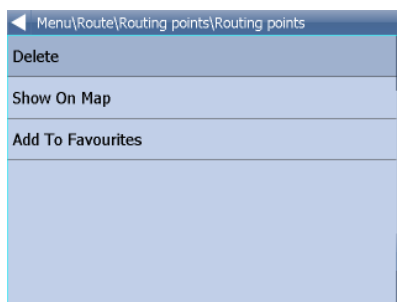 Menu\Route\Routing points\Routing points
Delete
Show On Map
Add To Favourites